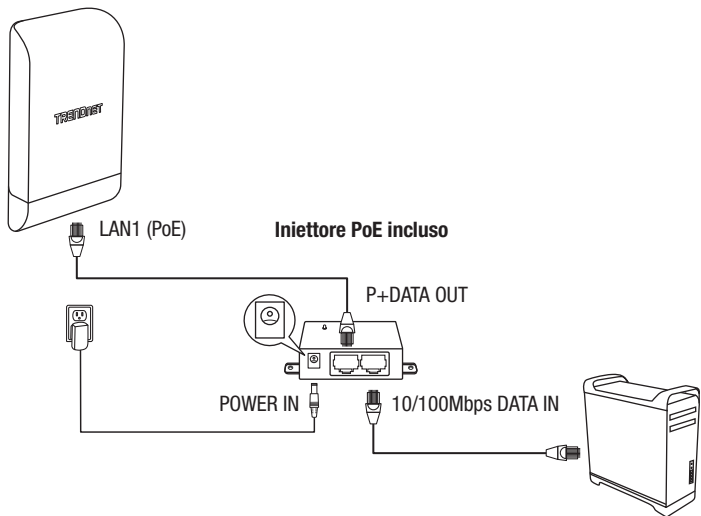 TRENDNET
LAN1 (PoE)
Iniettore PoE incluso
P+DATA OUT
POWER IN
10/100Mbps DATA IN